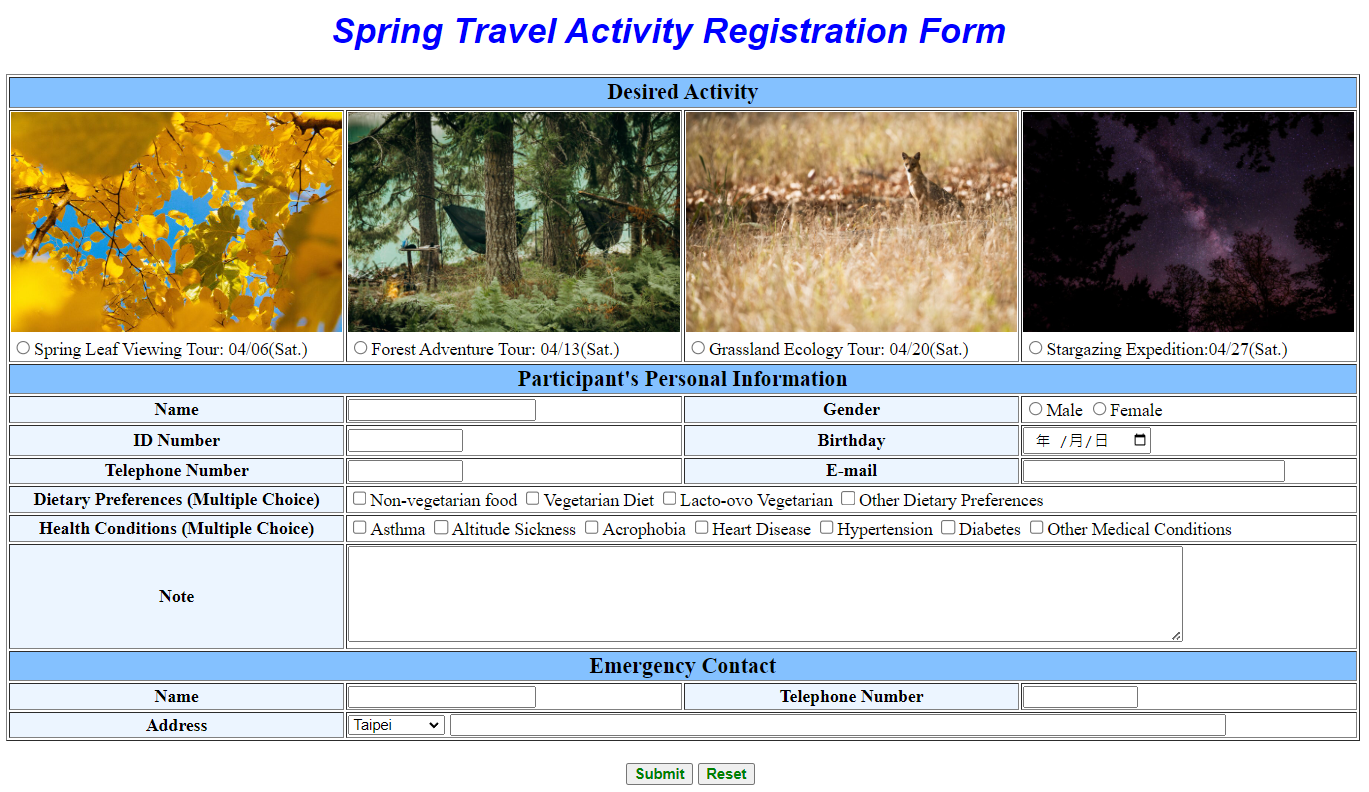 Spring Travel Activity Registration Form
Desired Activity
Spring Leaf Viewing Tour: 04/06(Sat.)
Forest Adventure Tour: 04/13(Sat.)
Grassland Ecology Tour: 04/20(Sat.)
Stargazing Expedition:04/27(Sat.)
Participant's Personal Information
Name
Gender
Male Female
ID Number
Birthday
年 /月/日
Telephone Number
E-mail
Dietary Preferences (Multiple Choice)
Non-vegetarian food Vegetarian Diet Lacto-ovo Vegetarian Other Dietary Preferences
Health Conditions (Multiple Choice)
Asthma Altitude Sickness Acrophobia Heart Disease Hypertension Diabetes Other Medical Conditions
Note
Emergency Contact
Name
Telephone Number
Address
Taipei
Submit
Reset